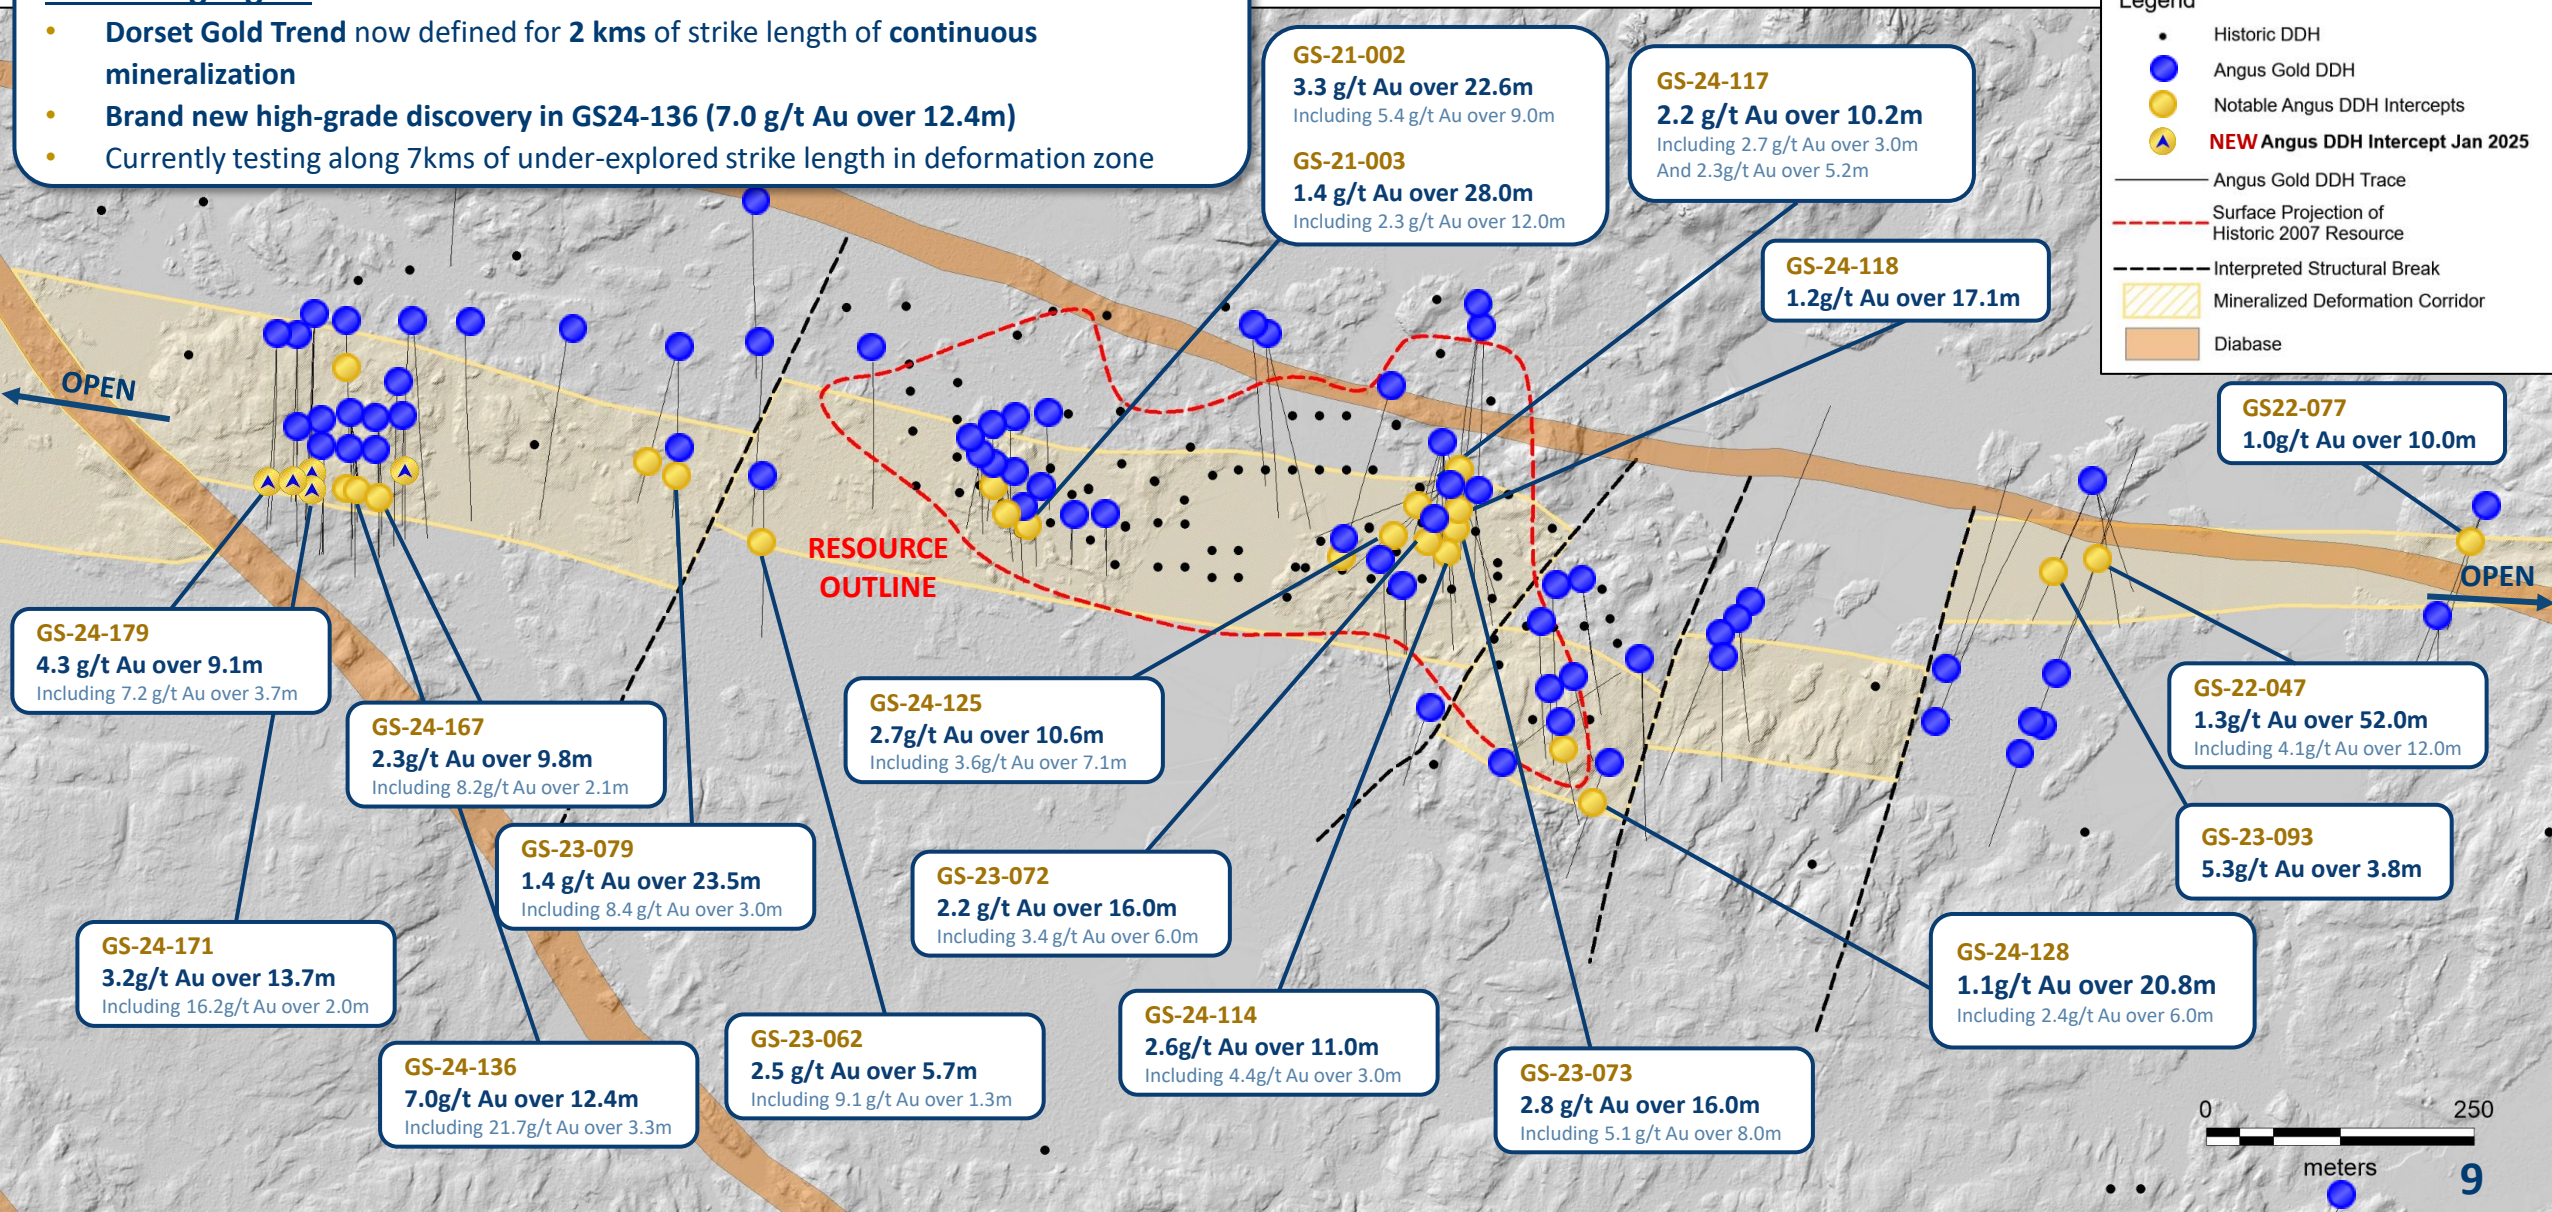 • Dorset Gold Trend now defined for 2 kms of strike length of continuous
mineralization
• Brand new high-grade discovery in GS24-136 (7.0 g/t Au over 12.4m)
• Currently testing along 7kms of under-explored strike length in deformation zone
GS-21-002
3.3 g/t Au over 22.6m
Including 5.4 g/t Au over 9.0m
GS-21-003
1.4 g/t Au over 28.0m
Including 2.3 g/t Au over 12.0m
GS-24-117
2.2 g/t Au over 10.2m
Including 2.7 g/t Au over 3.0m
And 2.3g/t Au over 5.2m
GS-24-118
1.2g/t Au over 17.1m
Legend
Historic DDH
Angus Gold DDH
Notable Angus DDH Intercepts
NEW Angus DDH Intercept Jan 2025
Angus Gold DDH Trace
Surface Projection of
Historic 2007 Resource
Interpreted Structural Break
Mineralized Deformation Corridor
Diabase
OPEN
GS22-077
1.0g/t Au over 10.0m
RESOURCE
OUTLINE
OPEN
GS-24-179
4.3 g/t Au over 9.1m
Including 7.2 g/t Au over 3.7m
GS-24-167
2.3g/t Au over 9.8m
Including 8.2g/t Au over 2.1m
GS-24-125
2.7g/t Au over 10.6m
Including 3.6g/t Au over 7.1m
GS-22-047
1.3g/t Au over 52.0m
Including 4.1g/t Au over 12.0m
GS-23-079
1.4 g/t Au over 23.5m
Including 8.4 g/t Au over 3.0m
GS-23-072
2.2 g/t Au over 16.0m
Including 3.4 g/t Au over 6.0m
GS-23-093
5.3g/t Au over 3.8m
GS-24-171
3.2g/t Au over 13.7m
Including 16.2g/t Au over 2.0m
GS-24-128
1.1g/t Au over 20.8m
Including 2.4g/t Au over 6.0m
GS-24-136
7.0g/t Au over 12.4m
Including 21.7g/t Au over 3.3m
GS-23-062
2.5 g/t Au over 5.7m
Including 9.1 g/t Au over 1.3m
GS-24-114
2.6g/t Au over 11.0m
Including 4.4g/t Au over 3.0m
GS-23-073
2.8 g/t Au over 16.0m
Including 5.1 g/t Au over 8.0m
0 250
meters
9